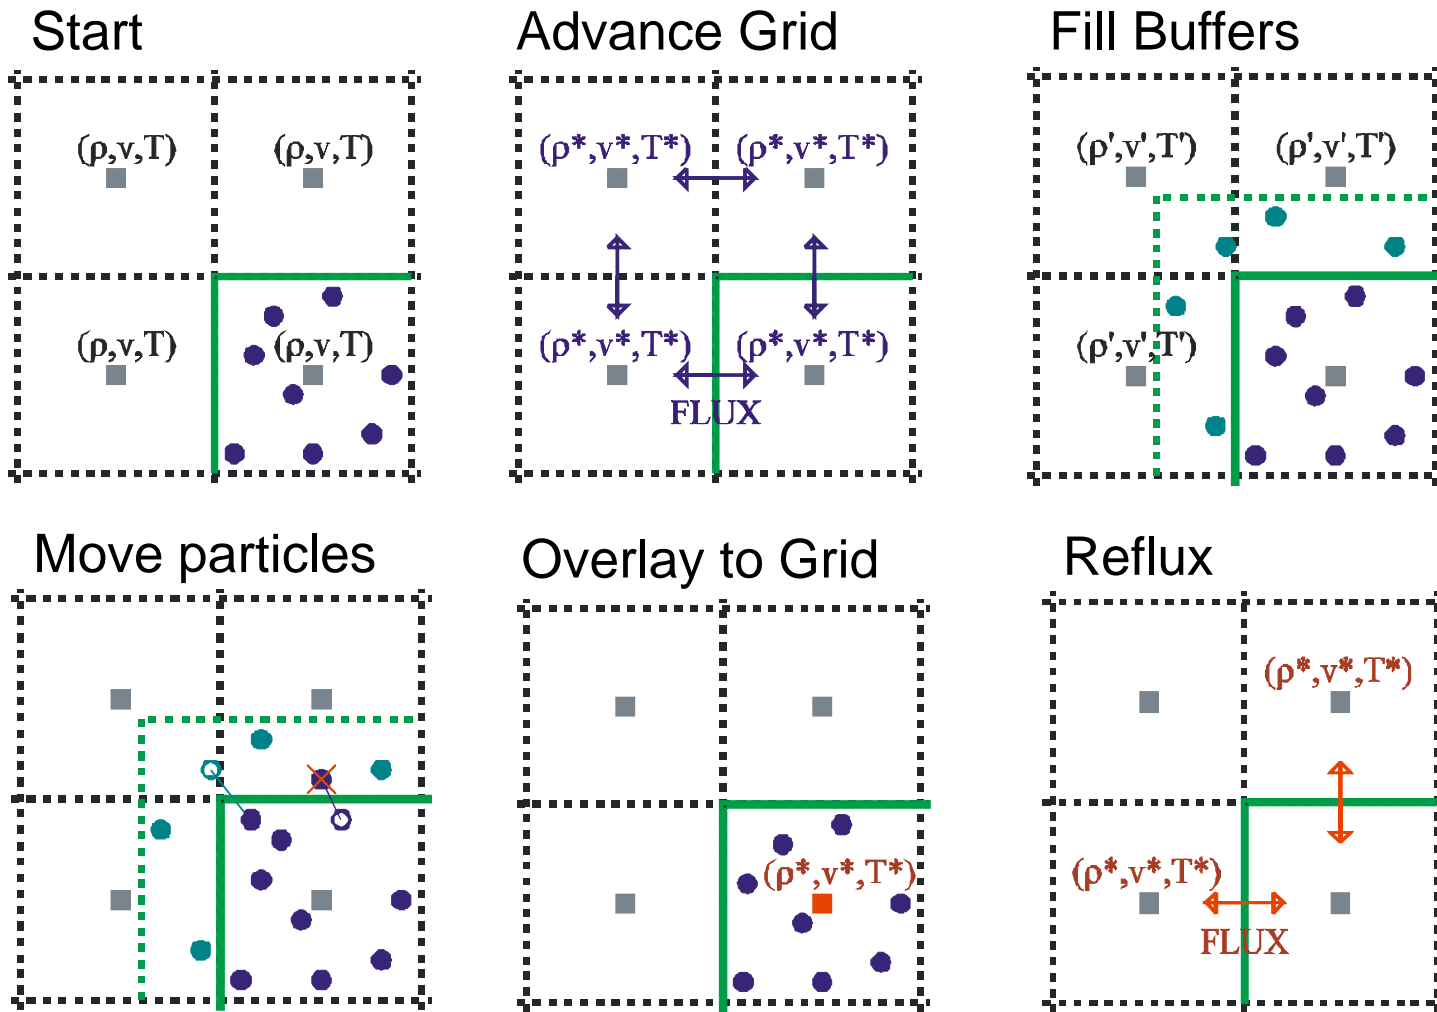 Start
(ρ,v,T) (ρ,v,T)
(ρ,v,T) (ρ,v,T)
Advance Grid
(ρ*,v*,T*) (ρ*,v*,T*)
(ρ*,v*,T*) (ρ*,v*,T*)
FLUX
Fill Buffers
(ρ',v',T') (ρ',v',T')
(ρ',v',T')
Move particles
Overlay to Grid
(ρ*,v*,T*)
Reflux
(ρ*,v*,T*)
(ρ*,v*,T*)
FLUX